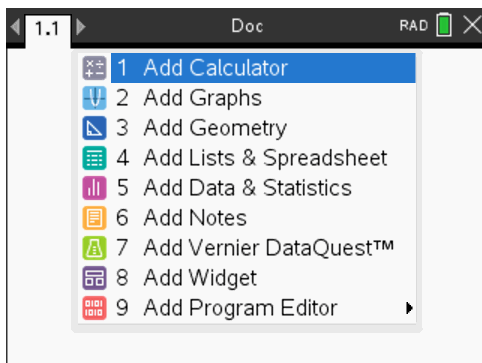 1.1 Doc RAD
1 Add Calculator
2 Add Graphs
3 Add Geometry
4 Add Lists & Spreadsheet
5 Add Data & Statistics
6 Add Notes
7 Add Vernier DataQuest™
8 Add Widget
9 Add Program Editor